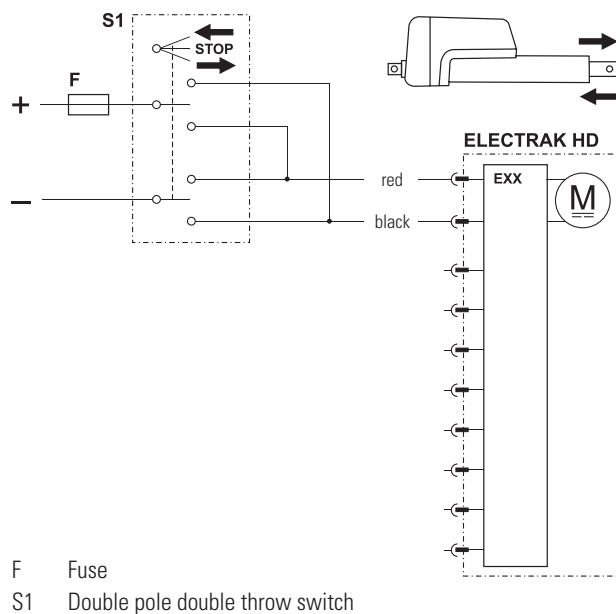 S1
STOP
F
+
–
ELECTRAK HD
red
EXX
M
black
F Fuse
S1 Double pole double throw switch